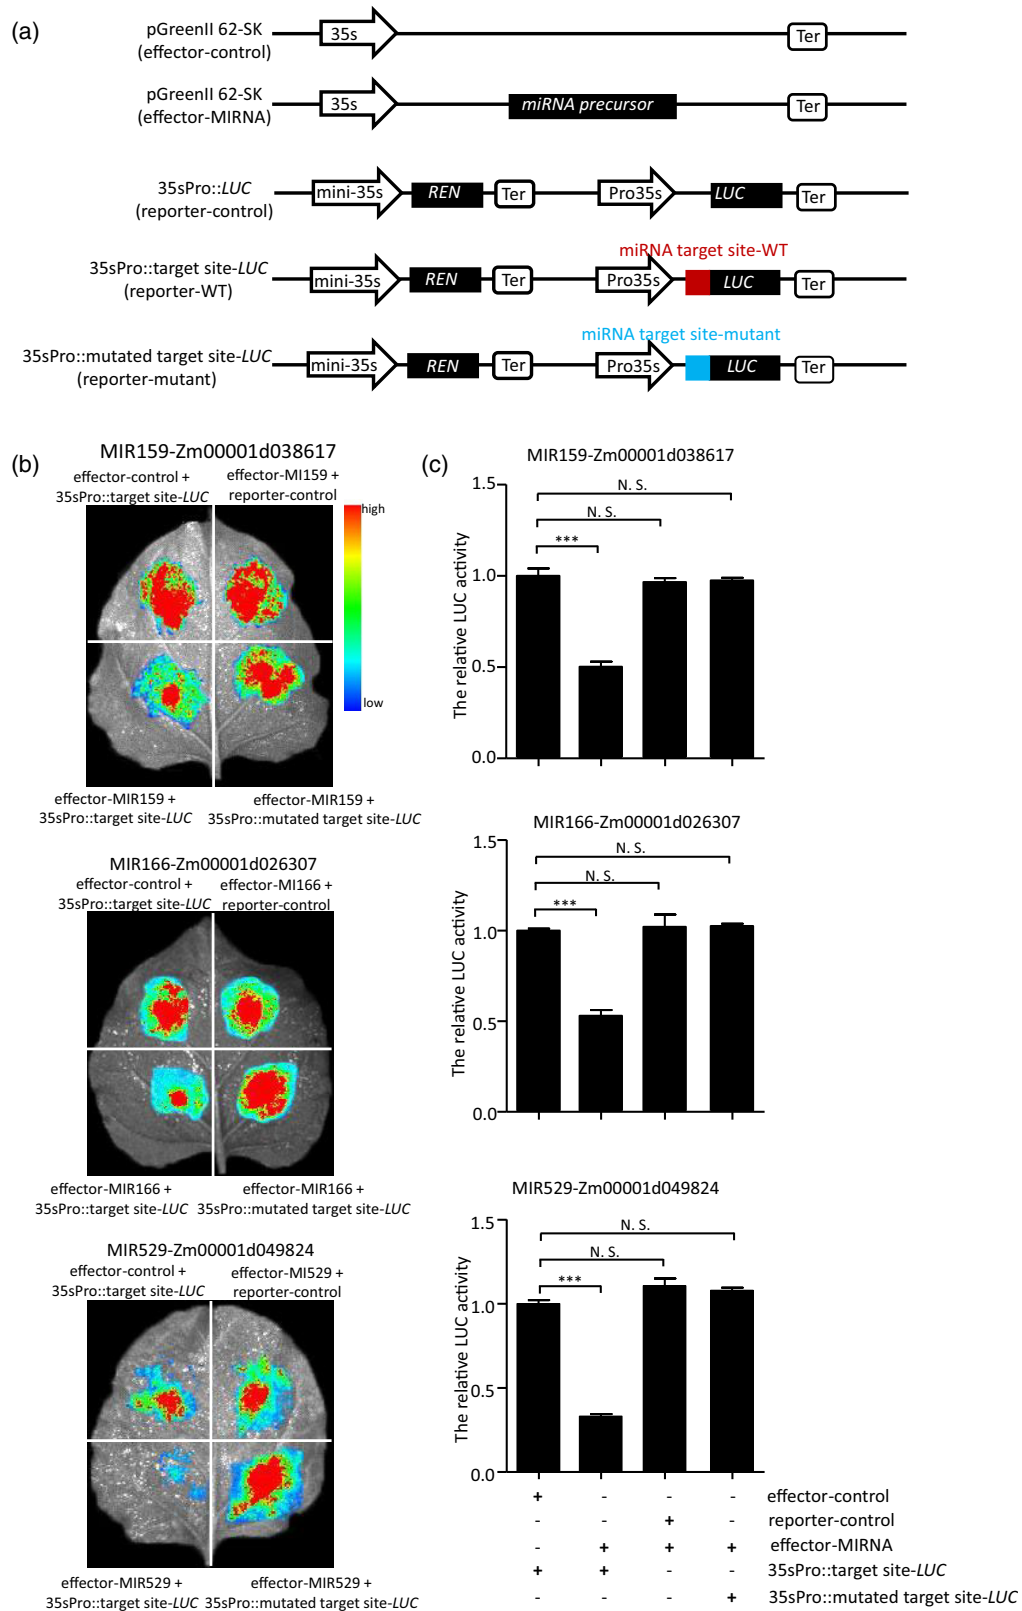 (a)
pGreenII 62-SK
(effector-control)
35s
Ter
pGreenII 62-SK
(effector-MIRNA)
35s
miRNA precursor
Ter
35sPro::LUC
(reporter-control)
mini-35s
REN
Ter
Pro35s
LUC
Ter
miRNA target site-WT
35sPro::target site-LUC
(reporter-WT)
mini-35s
REN
Ter
Pro35s
LUC
Ter
miRNA target site-mutant
35sPro::mutated target site-LUC
(reporter-mutant)
mini-35s
REN
Ter
Pro35s
LUC
Ter
(b)
MIR159-Zm00001d038617
effector-control +
35sPro::target site-LUC
effector-MI159 +
reporter-control
high
low
effector-MIR159 +
35sPro::target site-LUC
effector-MIR159 +
35sPro::mutated target site-LUC
MIR166-Zm00001d026307
effector-control +
35sPro::target site-LUC
effector-MI166 +
reporter-control
effector-MIR166 +
35sPro::target site-LUC
effector-MIR166 +
35sPro::mutated target site-LUC
MIR529-Zm00001d049824
effector-control +
35sPro::target site-LUC
effector-MI529 +
reporter-control
effector-MIR529 +
35sPro::target site-LUC
effector-MIR529 +
35sPro::mutated target site-LUC
(c)
MIR159-Zm00001d038617
The relative LUC activity
1.5
1.0
0.5
0.0
N. S.
N. S.
***
MIR166-Zm00001d026307
The relative LUC activity
1.5
1.0
0.5
0.0
N. S.
N. S.
***
MIR529-Zm00001d049824
The relative LUC activity
1.5
1.0
0.5
0.0
N. S.
N. S.
***
+ - - - effector-control
- - + - reporter-control
- + + + effector-MIRNA
+ + - - 35sPro::target site-LUC
- - - + 35sPro::mutated target site-LUC